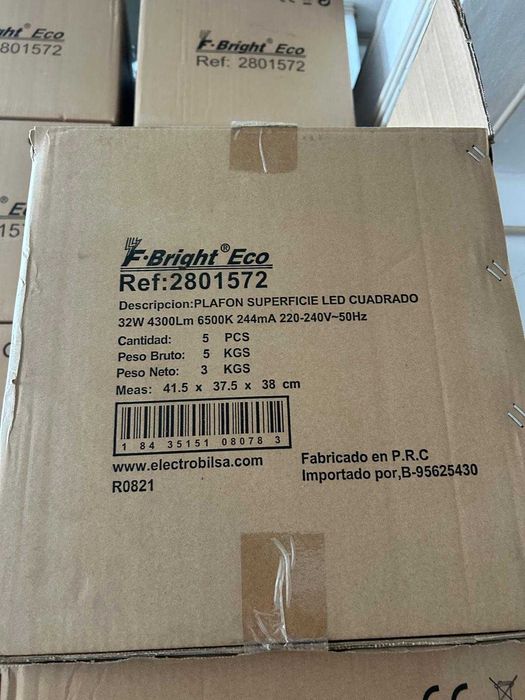 F-Bright® Eco
Ref: 2801572
801572
F-Bright® Eco
Ref:2801572
Descripcion:PLAFON SUPERFICIE LED CUADRADO
32W 4300Lm 6500K 244mA 220-240V~50Hz
Cantidad: 5 PCS
Peso Bruto: 5 KGS
Peso Neto: 3 KGS
Meas: 41.5 x 37.5 x 38 cm
1 84 35151 08078 3
www.electrobilsa.com
R0821
Fabricado en P.R.C
Importado por,B-95625430
CE